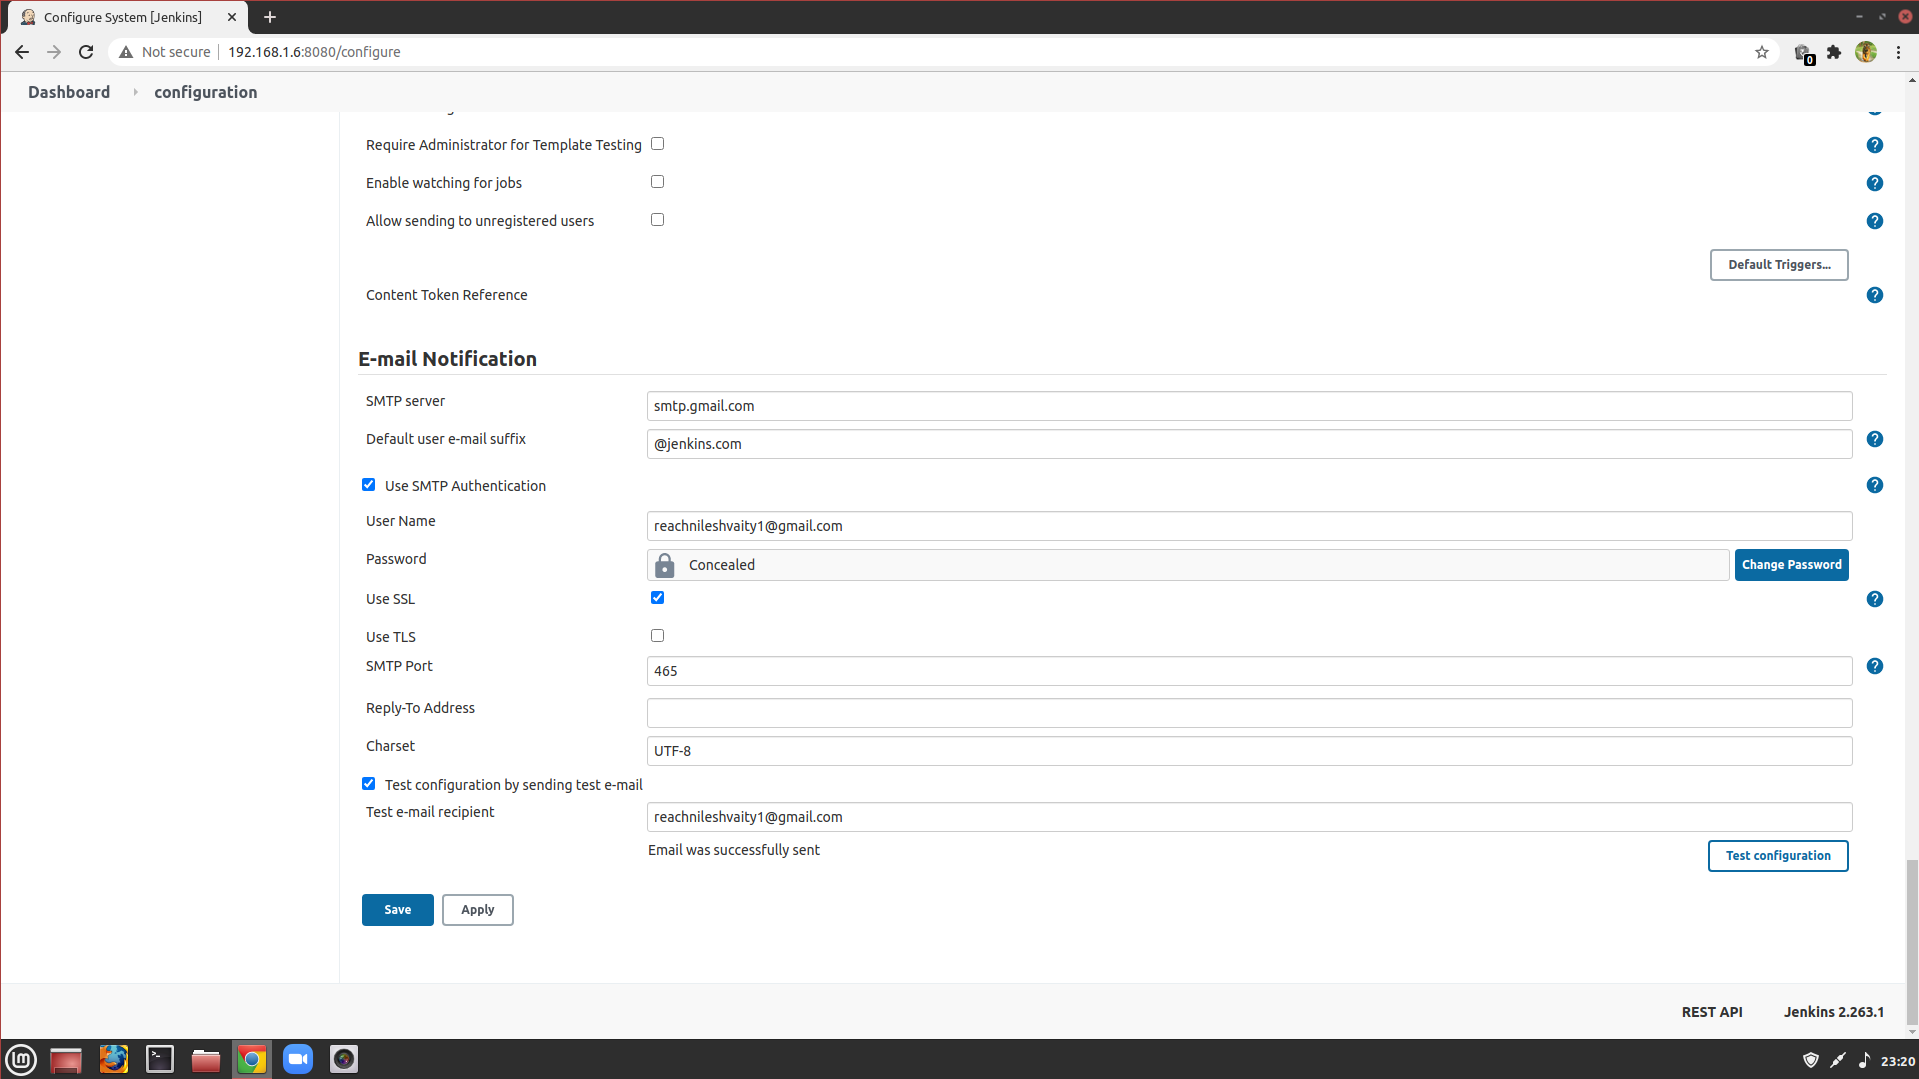 Configure System [Jenkins]
Not secure
192.168.1.6:8080/configure
0
Dashboard
configuration
Require Administrator for Template Testing
?
Enable watching for jobs
?
Allow sending to unregistered users
?
Default Triggers...
Content Token Reference
?
E-mail Notification
SMTP server
smtp.gmail.com
Default user e-mail suffix
@jenkins.com
?
Use SMTP Authentication
?
User Name
reachnileshvaity1@gmail.com
Password
Concealed
Change Password
Use SSL
?
Use TLS
SMTP Port
465
?
Reply-To Address
Charset
UTF-8
Test configuration by sending test e-mail
Test e-mail recipient
reachnileshvaity1@gmail.com
Email was successfully sent
Test configuration
Save
Apply
REST API
Jenkins 2.263.1
23:20